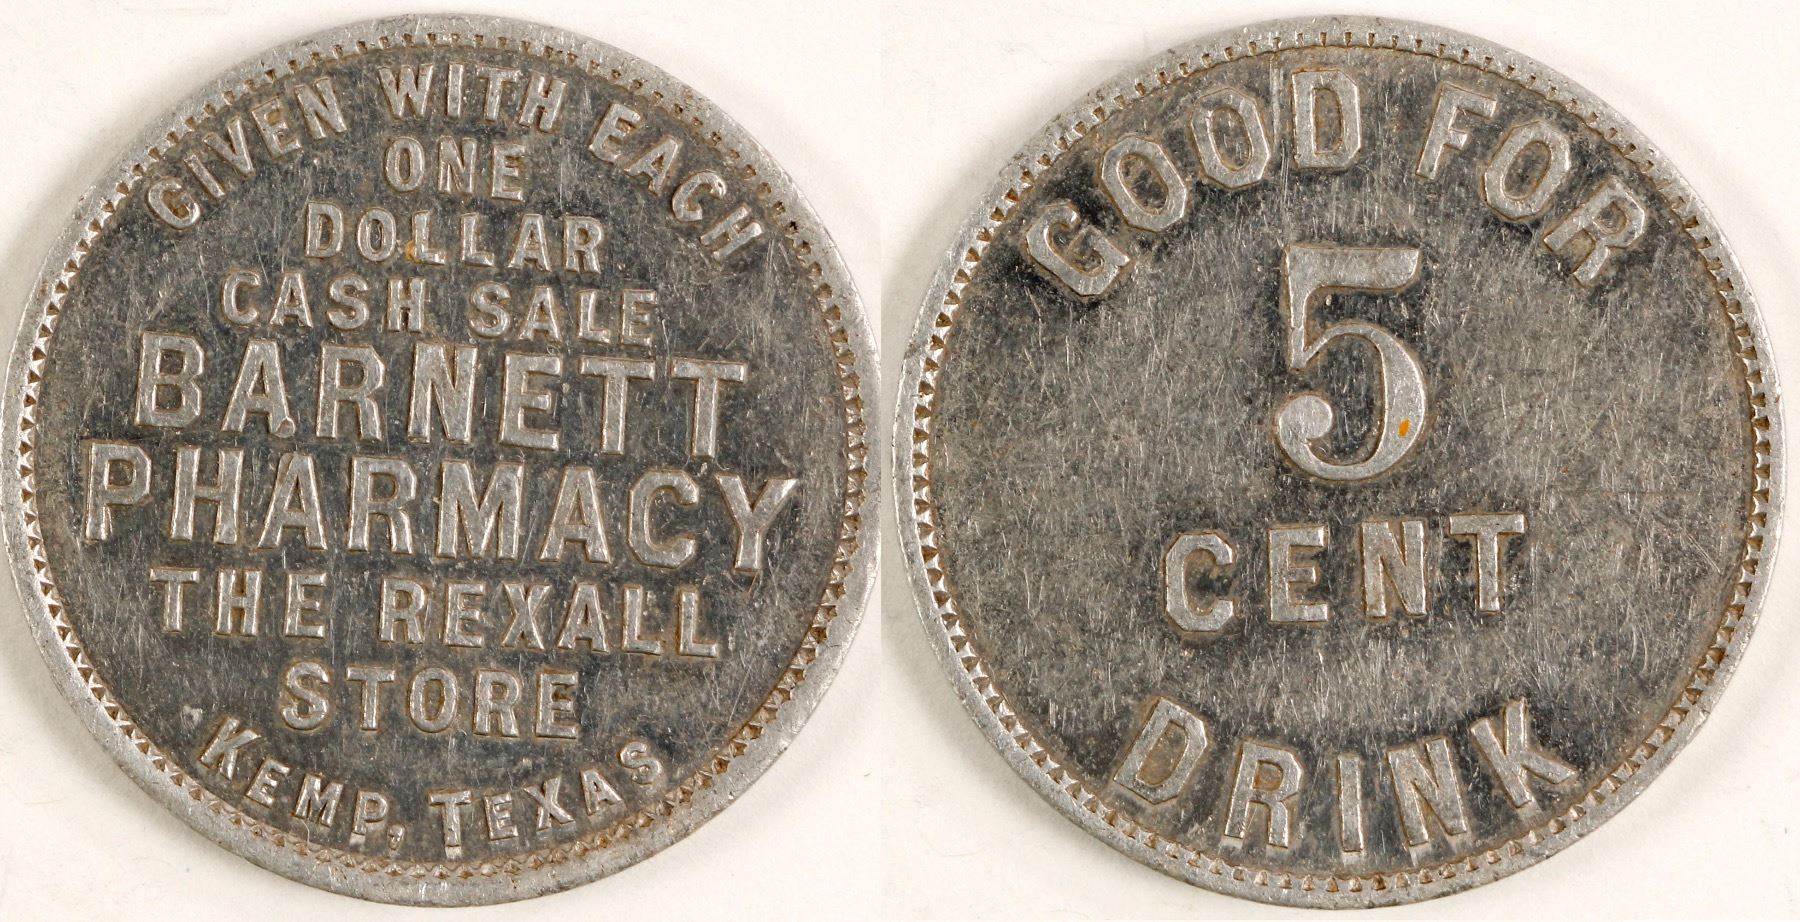 GIVEN WITH EACH
ONE
DOLLAR
CASH SALE
BARNETT
PHARMACY
THE REXALL
STORE
KEMP, TEXAS
GOOD FOR
5
CENT
DRINK